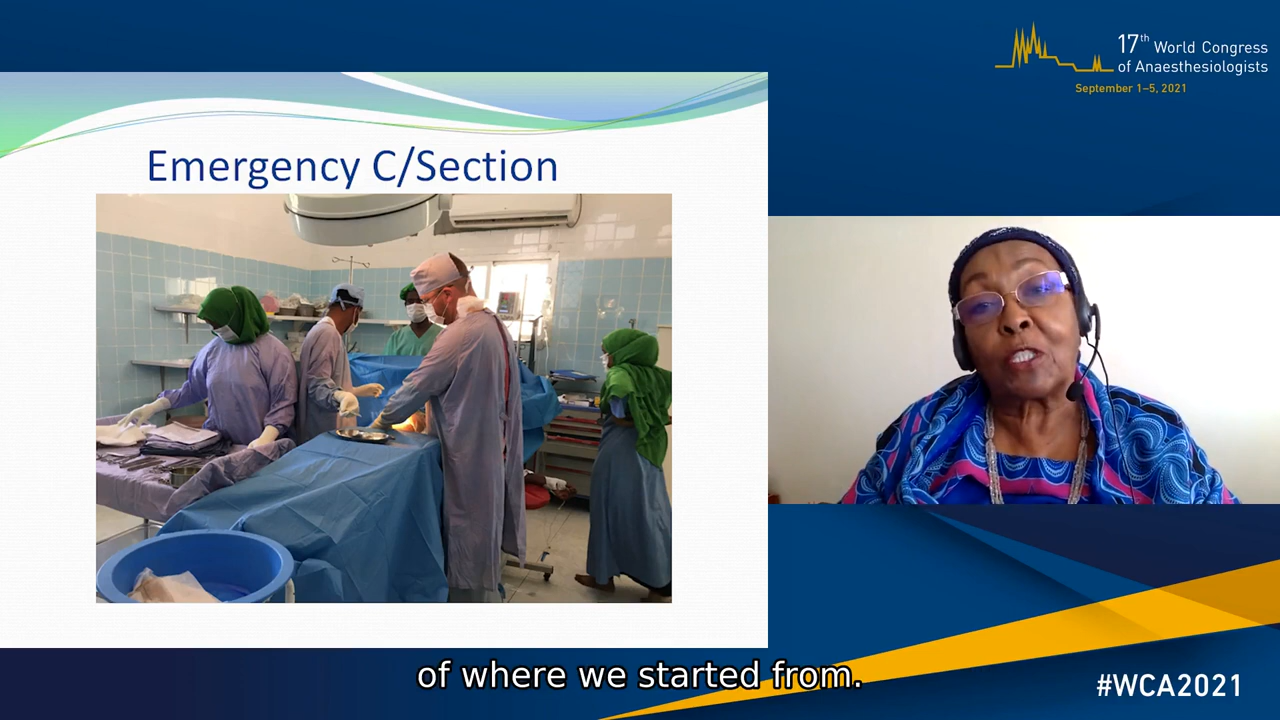 17th World Congress
of Anaesthesiologists
September 1–5, 2021
Emergency C/Section
of where we started from.
#WCA2021